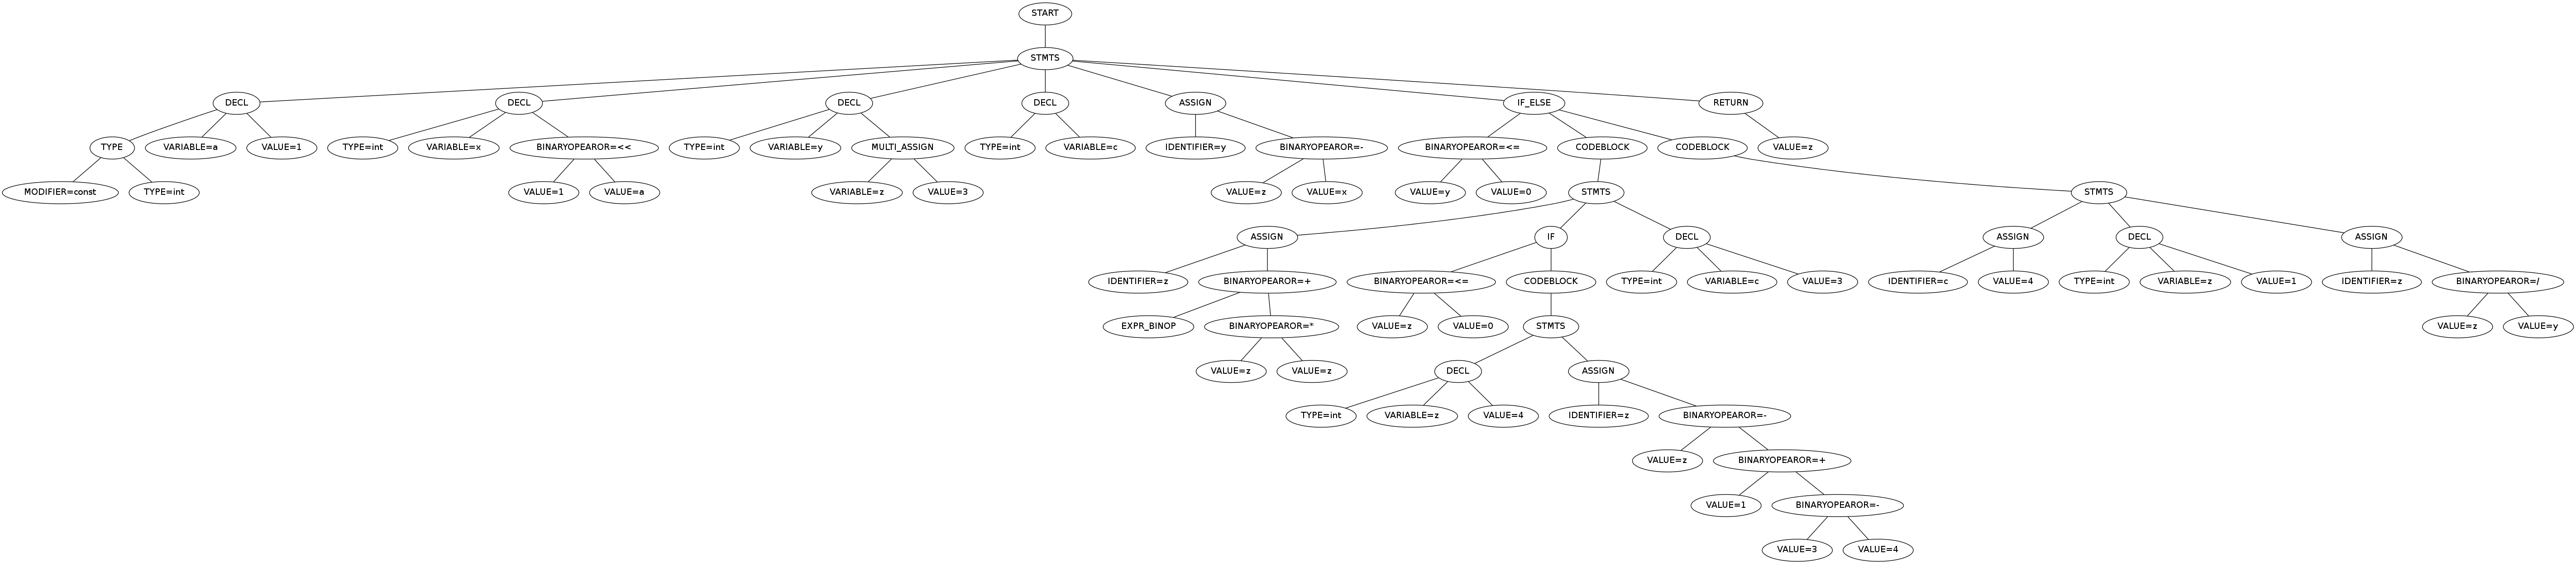 START
STMTS
DECL DECL DECL DECL ASSIGN IF_ELSE RETURN
TYPE VARIABLE=a VALUE=1 TYPE=int VARIABLE=x BINARYOPEAROR=<< TYPE=int VARIABLE=y MULTI_ASSIGN TYPE=int VARIABLE=c IDENTIFIER=y BINARYOPEAROR=- BINARYOPEAROR=<= CODEBLOCK CODEBLOCK VALUE=z
MODIFIER=const TYPE=int VALUE=1 VALUE=a VARIABLE=z VALUE=3 VALUE=z VALUE=x VALUE=y VALUE=0 STMTS STMTS
ASSIGN IF DECL ASSIGN DECL ASSIGN
IDENTIFIER=z BINARYOPEAROR=+ BINARYOPEAROR=<= CODEBLOCK TYPE=int VARIABLE=c VALUE=3 IDENTIFIER=c VALUE=4 TYPE=int VARIABLE=z VALUE=1 IDENTIFIER=z BINARYOPEAROR=/
EXPR_BINOP BINARYOPEAROR=* VALUE=z VALUE=0 STMTS VALUE=z VALUE=y
VALUE=z VALUE=z DECL ASSIGN
TYPE=int VARIABLE=z VALUE=4 IDENTIFIER=z BINARYOPEAROR=-
VALUE=z BINARYOPEAROR=+
VALUE=1 BINARYOPEAROR=-
VALUE=3 VALUE=4